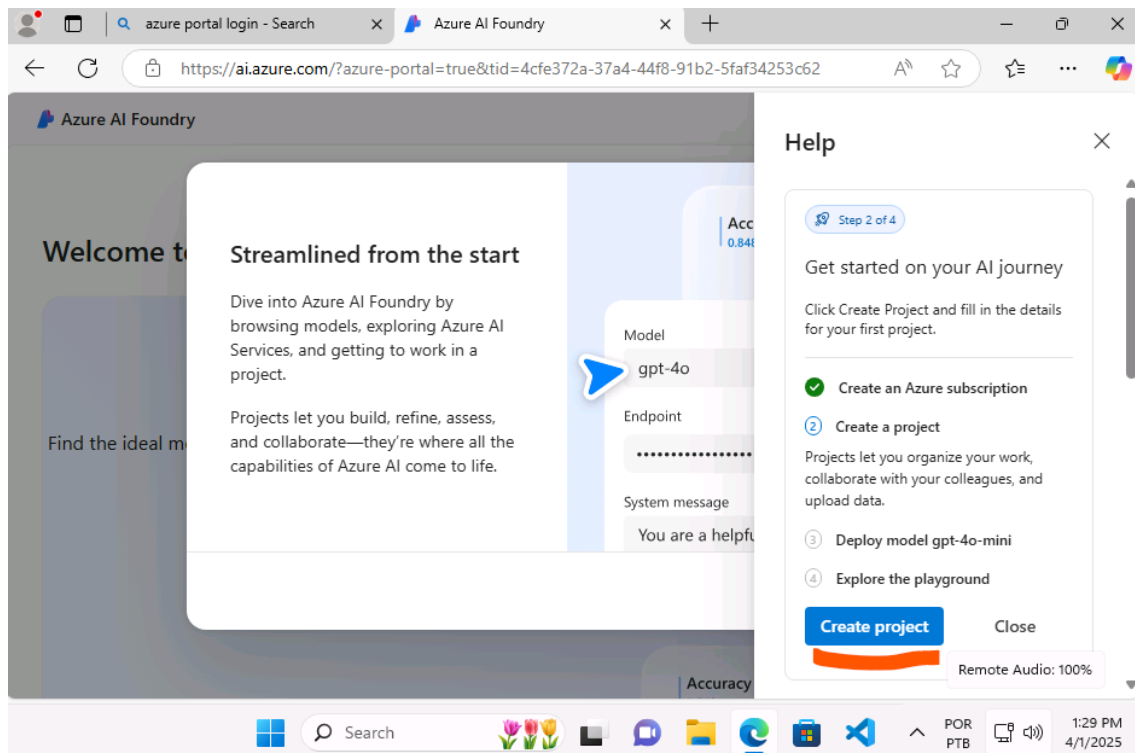 azure portal login - Search
Azure AI Foundry
https://ai.azure.com/?azure-portal=true&tid=4cfe372a-37a4-44f8-91b2-5faf34253c62
Azure AI Foundry
Welcome to
Find the ideal m
Streamlined from the start
Dive into Azure AI Foundry by
browsing models, exploring Azure AI
Services, and getting to work in a
project.
Projects let you build, refine, assess,
and collaborate—they're where all the
capabilities of Azure AI come to life.
Acc
0.848
Model
gpt-4o
Endpoint
••••••••••••••••
System message
You are a helpfu
Accuracy
Help
Step 2 of 4
Get started on your AI journey
Click Create Project and fill in the details
for your first project.
Create an Azure subscription
2 Create a project
Projects let you organize your work,
collaborate with your colleagues, and
upload data.
3 Deploy model gpt-4o-mini
4 Explore the playground
Create project
Close
Remote Audio: 100%
Search
POR
PTB
1:29 PM
4/1/2025